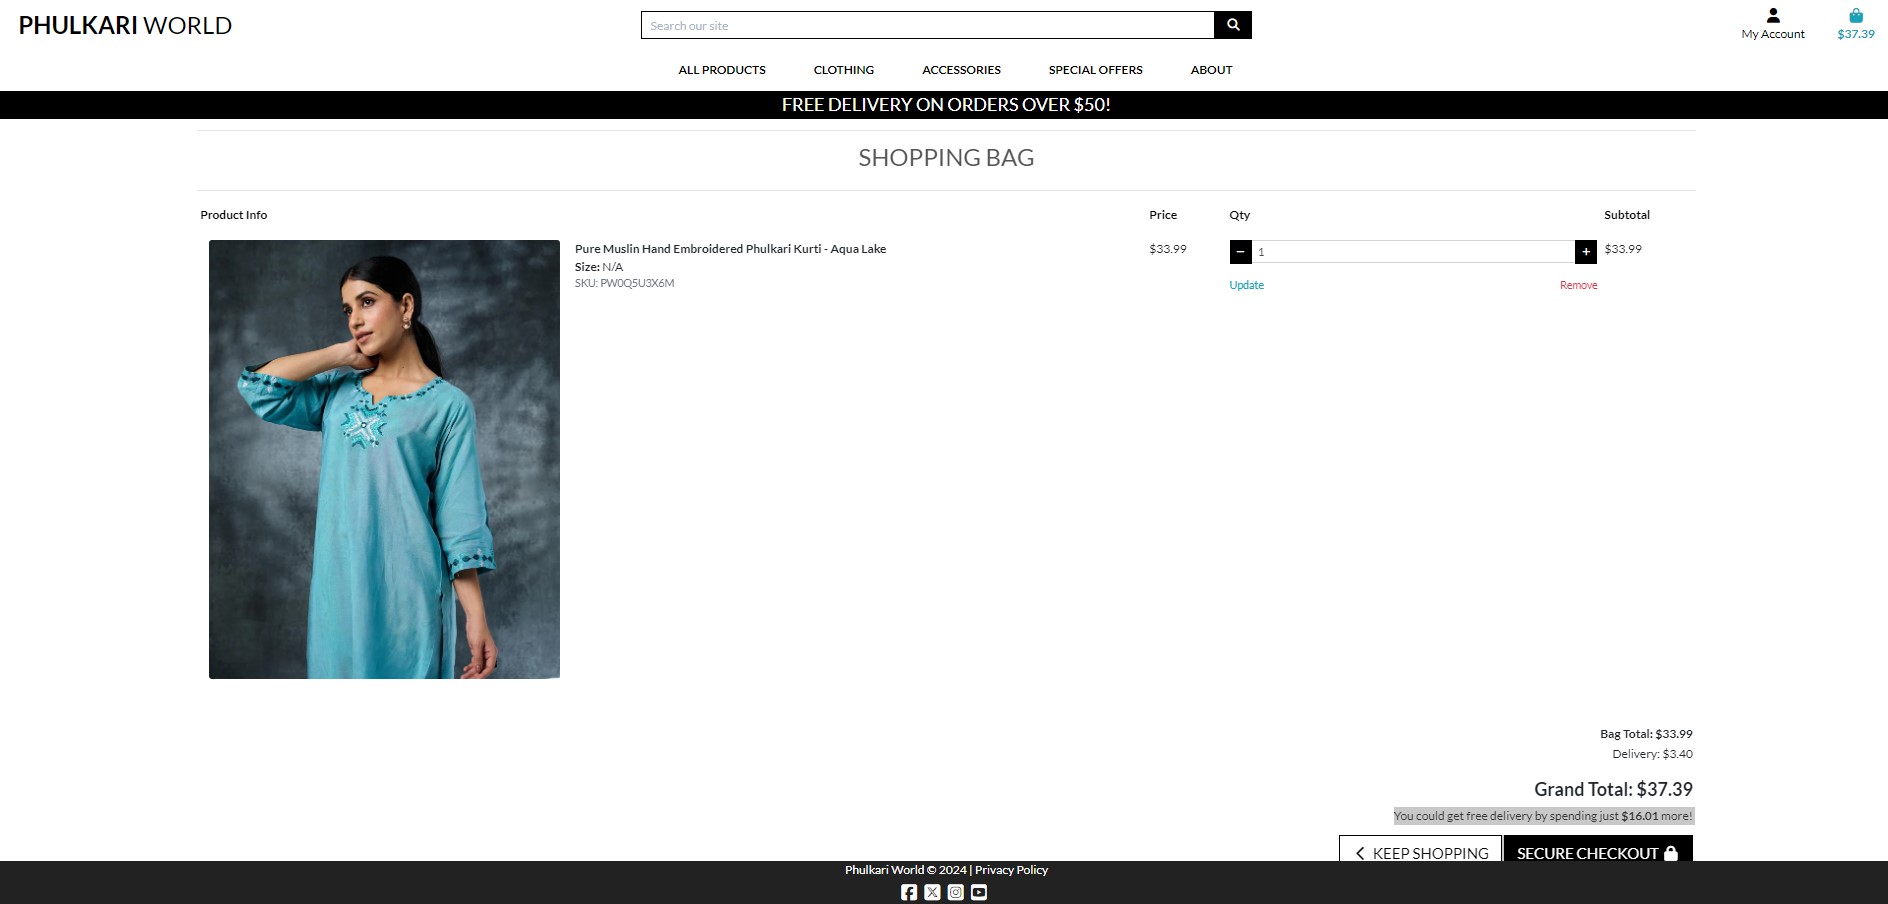 PHULKARI WORLD
Search our site
My Account
$37.39
ALL PRODUCTS CLOTHING ACCESSORIES SPECIAL OFFERS ABOUT
FREE DELIVERY ON ORDERS OVER $50!
SHOPPING BAG
Product Info Price Qty Subtotal
Pure Muslin Hand Embroidered Phulkari Kurti - Aqua Lake $33.99 − 1 + $33.99
Size: N/A
SKU: PW0Q5U3X6M
Update Remove
Bag Total: $33.99
Delivery: $3.40
Grand Total: $37.39
You could get free delivery by spending just $16.01 more!
KEEP SHOPPING SECURE CHECKOUT
Phulkari World © 2024 | Privacy Policy